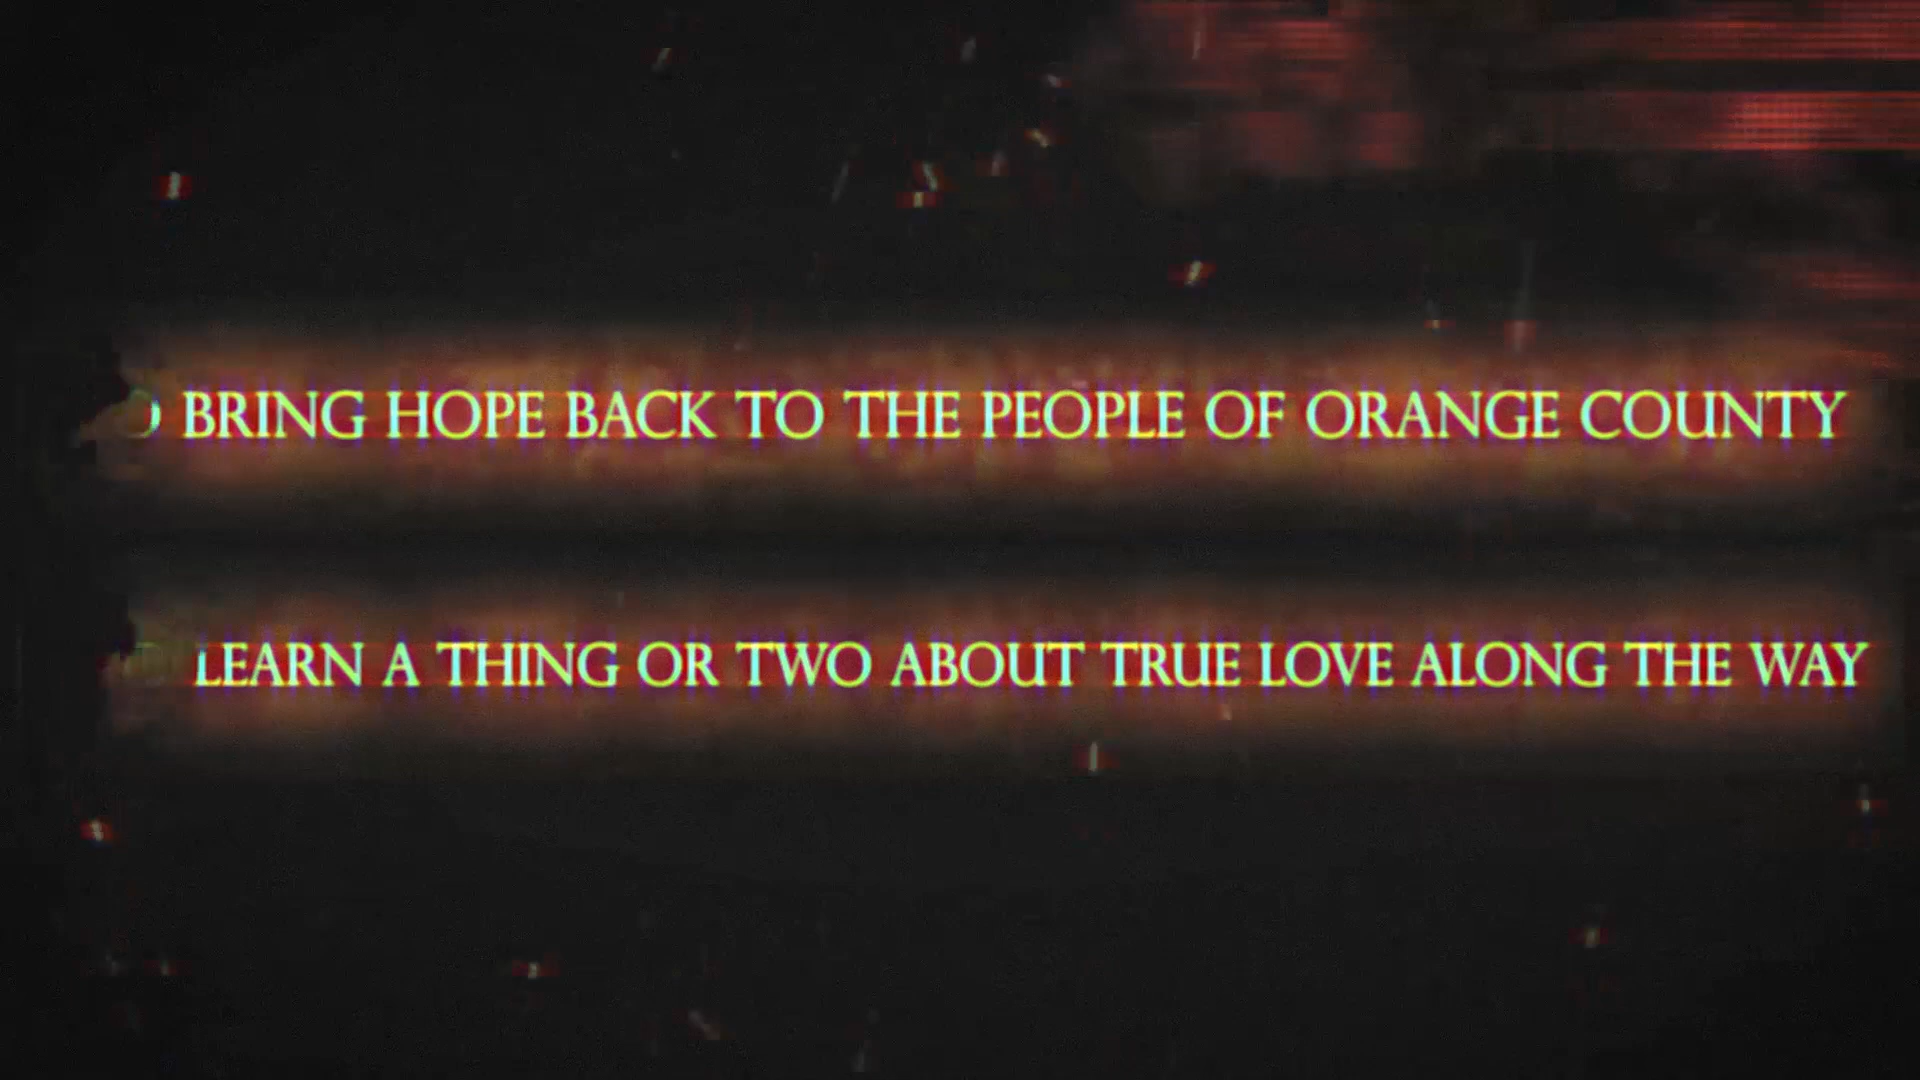 BRING HOPE BACK TO THE PEOPLE OF ORANGE COUNTY
LEARN A THING OR TWO ABOUT TRUE LOVE ALONG THE WAY